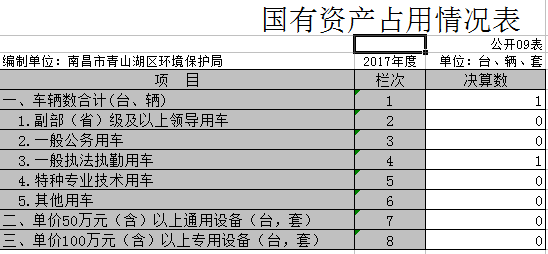 国有资产占用情况表
公开09表
编制单位：南昌市青山湖区环境保护局 2017年度 单位：台、辆、套
项　目 栏次 决算数
一、车辆数合计(台、辆) 1 1
1.副部（省）级及以上领导用车 2 0
2.一般公务用车 3 0
3.一般执法执勤用车 4 1
4.特种专业技术用车 5 0
5.其他用车 6 0
二、单价50万元（含）以上通用设备（台，套） 7 0
三、单价100万元（含）以上专用设备（台，套） 8 0